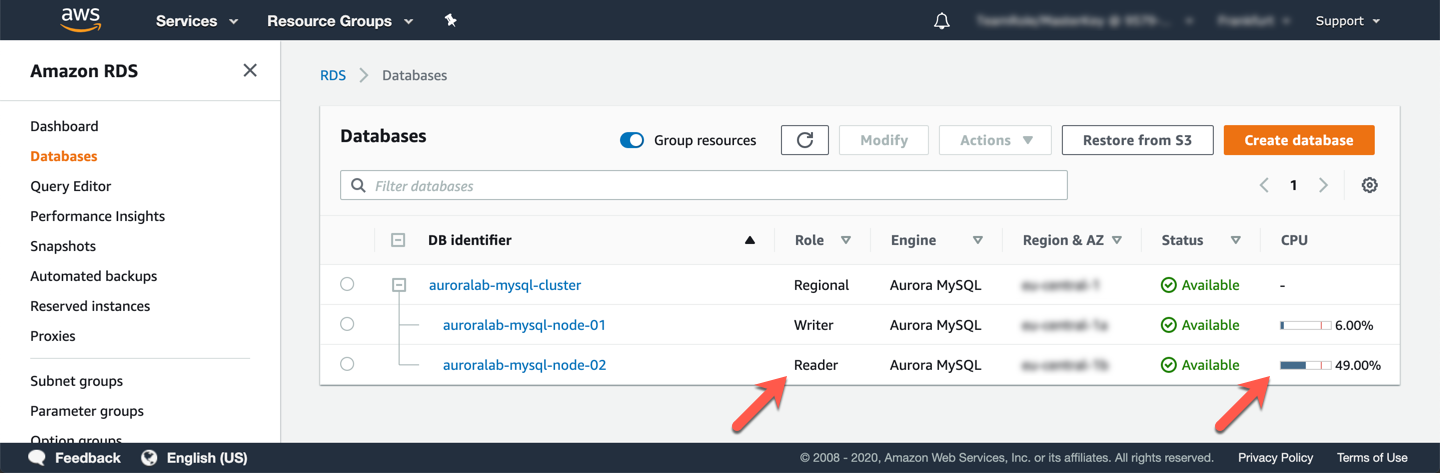 aws Services Resource Groups Support
Amazon RDS
RDS > Databases
Dashboard
Databases
Query Editor
Performance Insights
Snapshots
Automated backups
Reserved instances
Proxies
Subnet groups
Parameter groups
Option groups
Databases Group resources Modify Actions Restore from S3 Create database
Filter databases 1
DB identifier Role Engine Region & AZ Status CPU
auroralab-mysql-cluster Regional Aurora MySQL Available -
auroralab-mysql-node-01 Writer Aurora MySQL Available 6.00%
auroralab-mysql-node-02 Reader Aurora MySQL Available 49.00%
Feedback English (US) © 2008 - 2020, Amazon Web Services, Inc. or its affiliates. All rights reserved. Privacy Policy Terms of Use